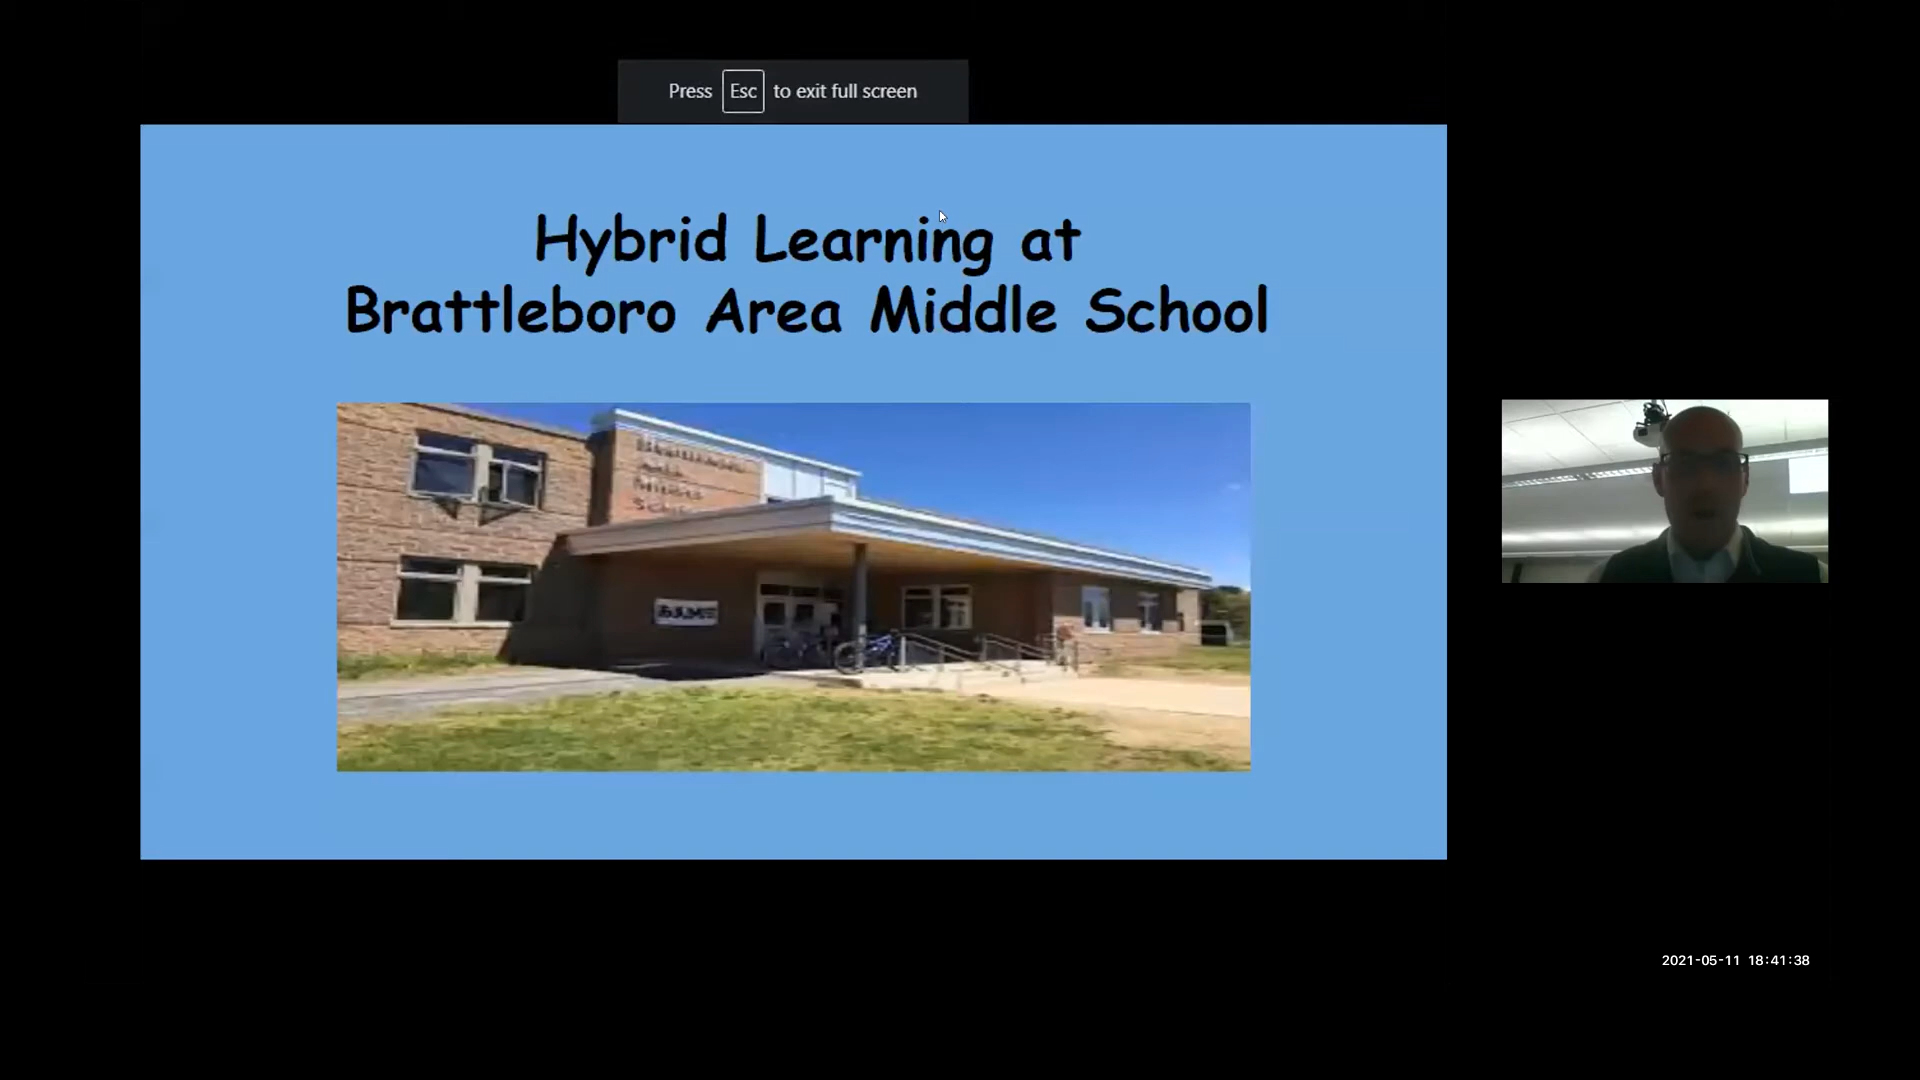 Press Esc to exit full screen
Hybrid Learning at
Brattleboro Area Middle School
BAMS
2021-05-11 18:41:38